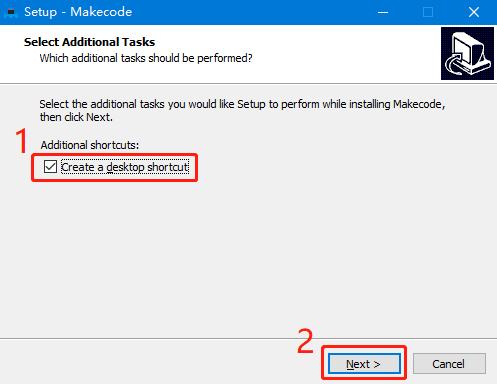 Setup - Makecode
Select Additional Tasks
Which additional tasks should be performed?
Select the additional tasks you would like Setup to perform while installing Makecode,
then click Next.
1
Additional shortcuts:
Create a desktop shortcut
2
Next >
Cancel